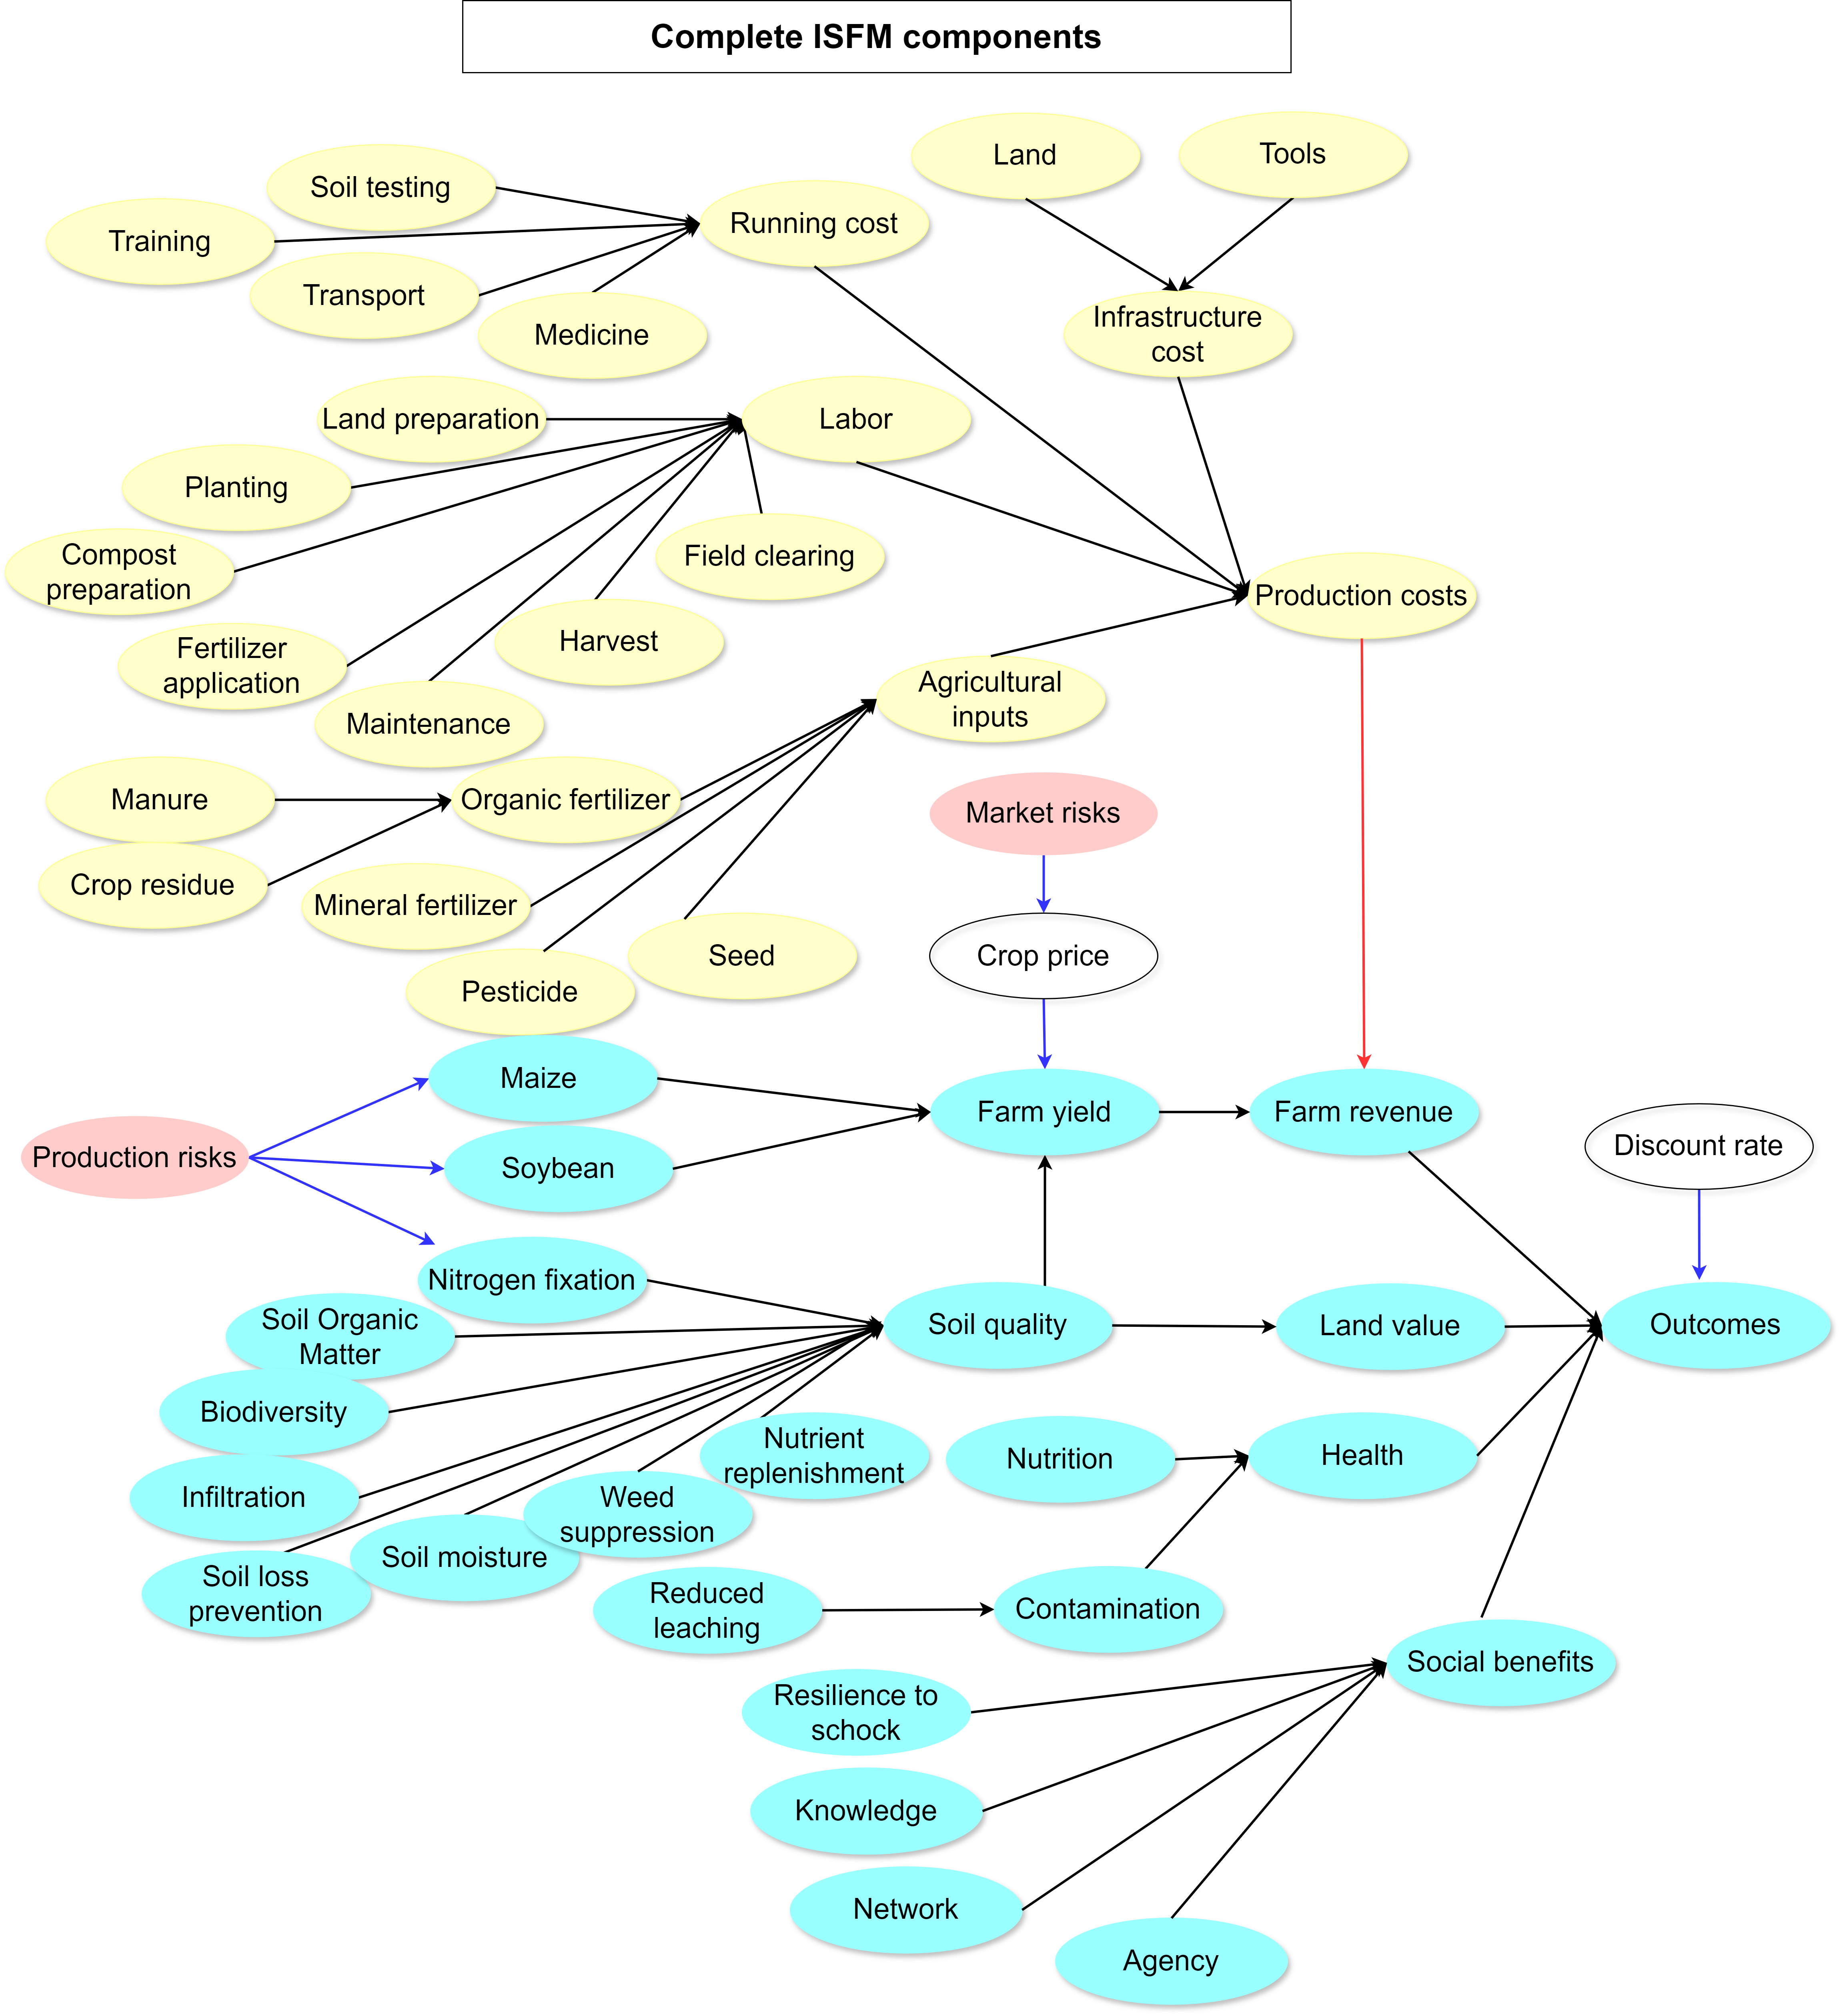 Complete ISFM components
Land
Tools
Soil testing
Running cost
Training
Transport
Medicine
Infrastructure
cost
Land preparation
Labor
Planting
Compost
preparation
Field clearing
Production costs
Harvest
Fertilizer
application
Maintenance
Agricultural
inputs
Manure
Organic fertilizer
Market risks
Crop residue
Mineral fertilizer
Seed
Crop price
Pesticide
Maize
Farm yield
Farm revenue
Production risks
Soybean
Discount rate
Nitrogen fixation
Soil Organic
Matter
Soil quality
Land value
Outcomes
Biodiversity
Nutrient
replenishment
Nutrition
Health
Infiltration
Weed
suppression
Soil moisture
Soil loss
prevention
Reduced
leaching
Contamination
Social benefits
Resilience to
schock
Knowledge
Network
Agency